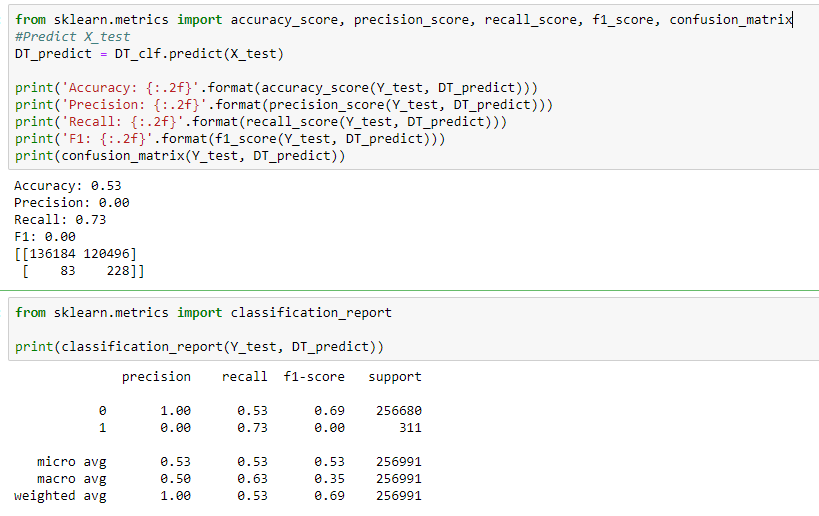 from sklearn.metrics import accuracy_score, precision_score, recall_score, f1_score, confusion_matrix
#Predict X_test
DT_predict = DT_clf.predict(X_test)
print('Accuracy: {:.2f}'.format(accuracy_score(Y_test, DT_predict)))
print('Precision: {:.2f}'.format(precision_score(Y_test, DT_predict)))
print('Recall: {:.2f}'.format(recall_score(Y_test, DT_predict)))
print('F1: {:.2f}'.format(f1_score(Y_test, DT_predict)))
print(confusion_matrix(Y_test, DT_predict))
Accuracy: 0.53
Precision: 0.00
Recall: 0.73
F1: 0.00
[[136184 120496]
 [    83    228]]
from sklearn.metrics import classification_report
print(classification_report(Y_test, DT_predict))
              precision    recall  f1-score   support
           0       1.00      0.53      0.69    256680
           1       0.00      0.73      0.00       311
   micro avg       0.53      0.53      0.53    256991
   macro avg       0.50      0.63      0.35    256991
weighted avg       1.00      0.53      0.69    256991